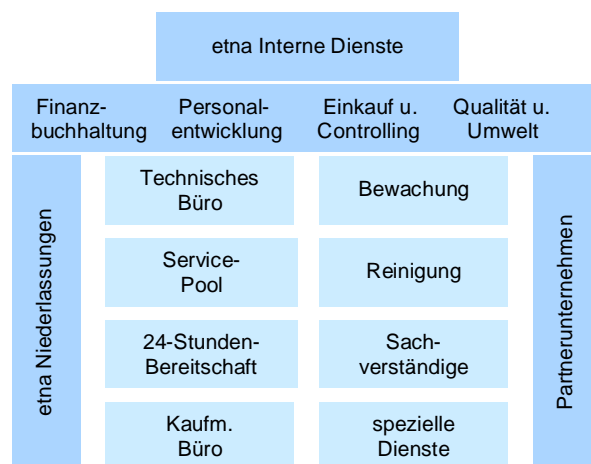 etna Interne Dienste
Finanz-
buchhaltung
Personal-
entwicklung
Einkauf u.
Controlling
Qualität u.
Umwelt
etna Niederlassungen
Technisches
Büro
Bewachung
Service-
Pool
Reinigung
24-Stunden-
Bereitschaft
Sach-
verständige
Kaufm.
Büro
spezielle
Dienste
Partnerunternehmen